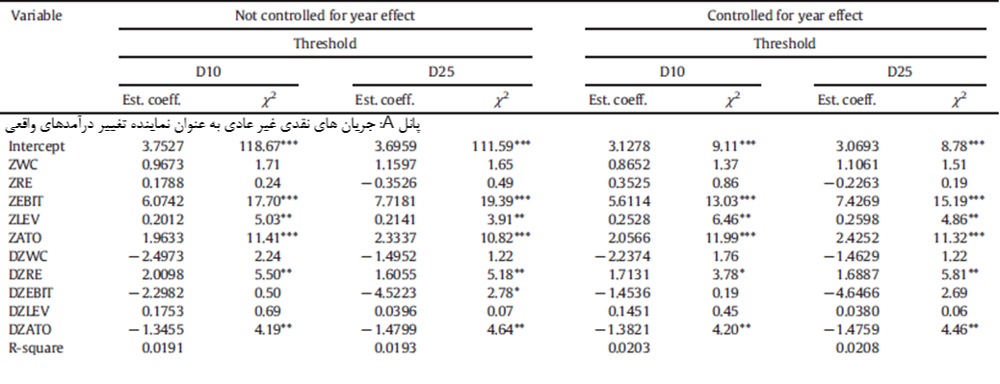 Variable Not controlled for year effect Controlled for year effect
Threshold Threshold
D10 D25 D10 D25
Est. coeff. χ² Est. coeff. χ² Est. coeff. χ² Est. coeff. χ²
پانل A: جریان های نقدی غیر عادی به عنوان نماینده تغییر درآمدهای واقعی
Intercept 3.7527 118.67*** 3.6959 111.59*** 3.1278 9.11*** 3.0693 8.78***
ZWC 0.9673 1.71 1.1597 1.65 0.8652 1.37 1.1061 1.51
ZRE 0.1788 0.24 −0.3526 0.49 0.3525 0.86 −0.2263 0.19
ZEBIT 6.0742 17.70*** 7.7181 19.39*** 5.6114 13.03*** 7.4269 15.19***
ZLEV 0.2012 5.03** 0.2141 3.91** 0.2528 6.46** 0.2598 4.86**
ZATO 1.9633 11.41*** 2.3337 10.82*** 2.0566 11.99*** 2.4252 11.32***
DZWC −2.4973 2.24 −1.4952 1.22 −2.2374 1.76 −1.4629 1.22
DZRE 2.0098 5.50** 1.6055 5.18** 1.7131 3.78* 1.6887 5.81**
DZEBIT −2.2982 0.50 −4.5223 2.78* −1.4536 0.19 −4.6466 2.69
DZLEV 0.1753 0.69 0.0396 0.07 0.1451 0.45 0.0380 0.06
DZATO −1.3455 4.19** −1.4799 4.64** −1.3821 4.20** −1.4759 4.46**
R-square 0.0191 0.0193 0.0203 0.0208